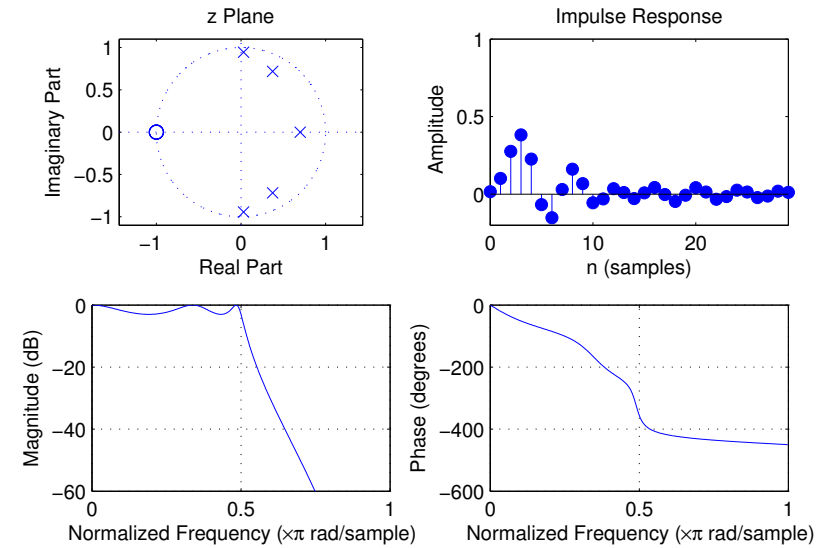 z Plane
1
0.5
0
−0.5
−1
−1
0
1
Imaginary Part
Real Part
Impulse Response
1
0.5
0
0
10
20
Amplitude
n (samples)
0
−20
−40
−60
0
0.5
1
Magnitude (dB)
Normalized Frequency (×π rad/sample)
0
−200
−400
−600
0
0.5
1
Phase (degrees)
Normalized Frequency (×π rad/sample)